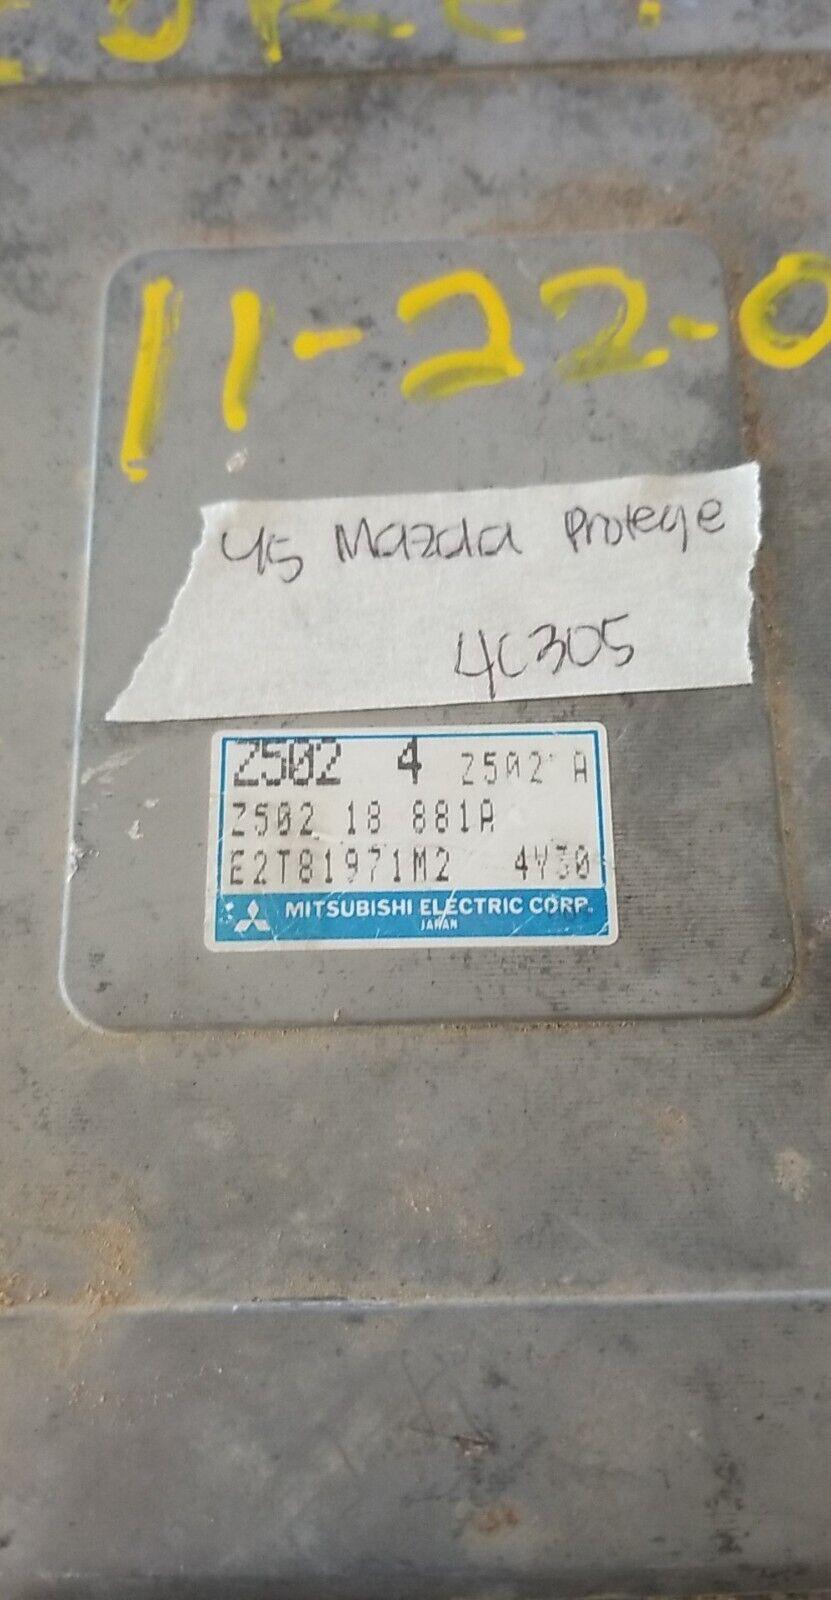 11-22-0
95 Mazda Protege
4C305
Z502 4 Z502 A
Z502 18 881A
E2T81971M2 4Y30
MITSUBISHI ELECTRIC CORP.
JAPAN